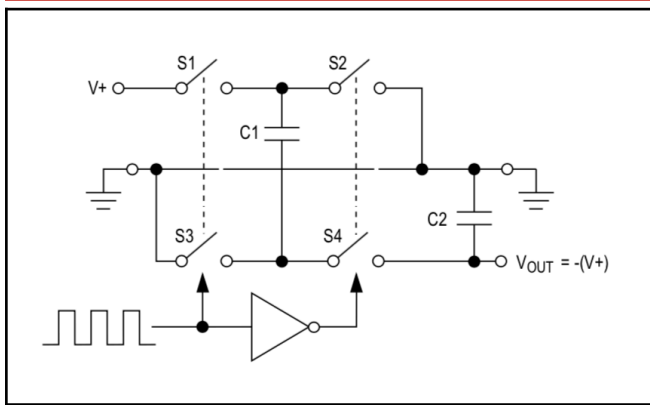 S1
S2
V+
C1
C2
S3
S4
VOUT = -(V+)